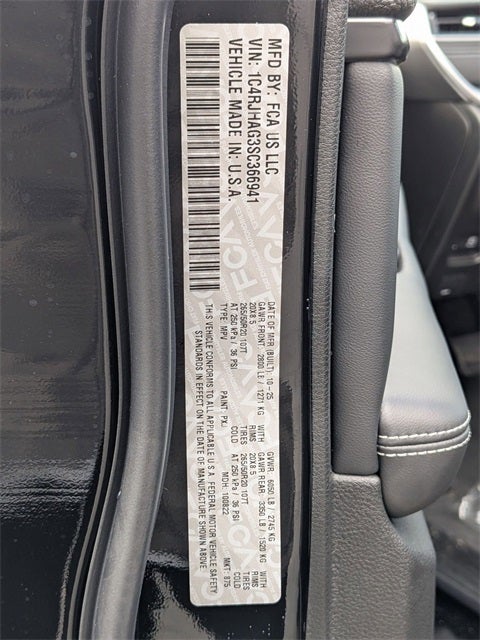 MFD BY: FCA US LLC
VIN: 1C4RJHAG3SC366941
VEHICLE MADE IN: U.S.A.
DATE OF MFR (BUILT): 10-25 GVWR: 6050 LB / 2745 KG
GAWR FRONT: 2800 LB / 1271 KG WITH GAWR REAR: 3350 LB / 1520 KG WITH
20X8.5 RIMS: 20X8.5 RIMS:
265/50R20 107T TIRES 265/50R20 107T TIRES
AT 250 kPa / 36 PSI COLD AT 250 kPa / 36 PSI COLD
TYPE: MPV PAINT: PXJ MDH: 100822 MKT: 875
THIS VEHICLE CONFORMS TO ALL APPLICABLE U.S.A. FEDERAL MOTOR VEHICLE SAFETY
STANDARDS IN EFFECT ON THE DATE OF MANUFACTURE SHOWN ABOVE.